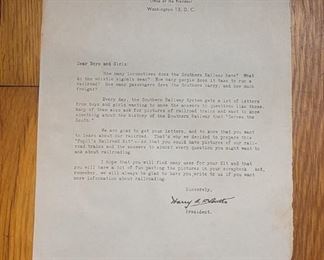 Office of the President
Washington 13, D. C.
Dear Boys and Girls:
How many locomotives does the Southern Railway have? What
do the whistle signals mean? How many people does it take to run a
railroad? How many passengers does the Southern carry, and how
much freight?
Every day, the Southern Railway System gets a lot of letters
from boys and girls wanting to know the answers to questions like these.
many of them also ask for pictures of railroad trains and want to know
something about the history of the Southern Railway that "Serves the
South."
We are glad to get your letters, and to know that you want
to learn about our railroad. That's why we decided to prepare this
"Pupil's Railroad Kit" - so that you could have pictures of our rail-
road trains and the answers to about every question you might want to
ask about railroading.
I hope that you will find many uses for your Kit and that
you will have a lot of fun pasting the pictures in your scrapbook. And,
remember, we will always be glad to have you write to us if you want
more information about railroading.
Sincerely,
Harry A. DeButts
President.